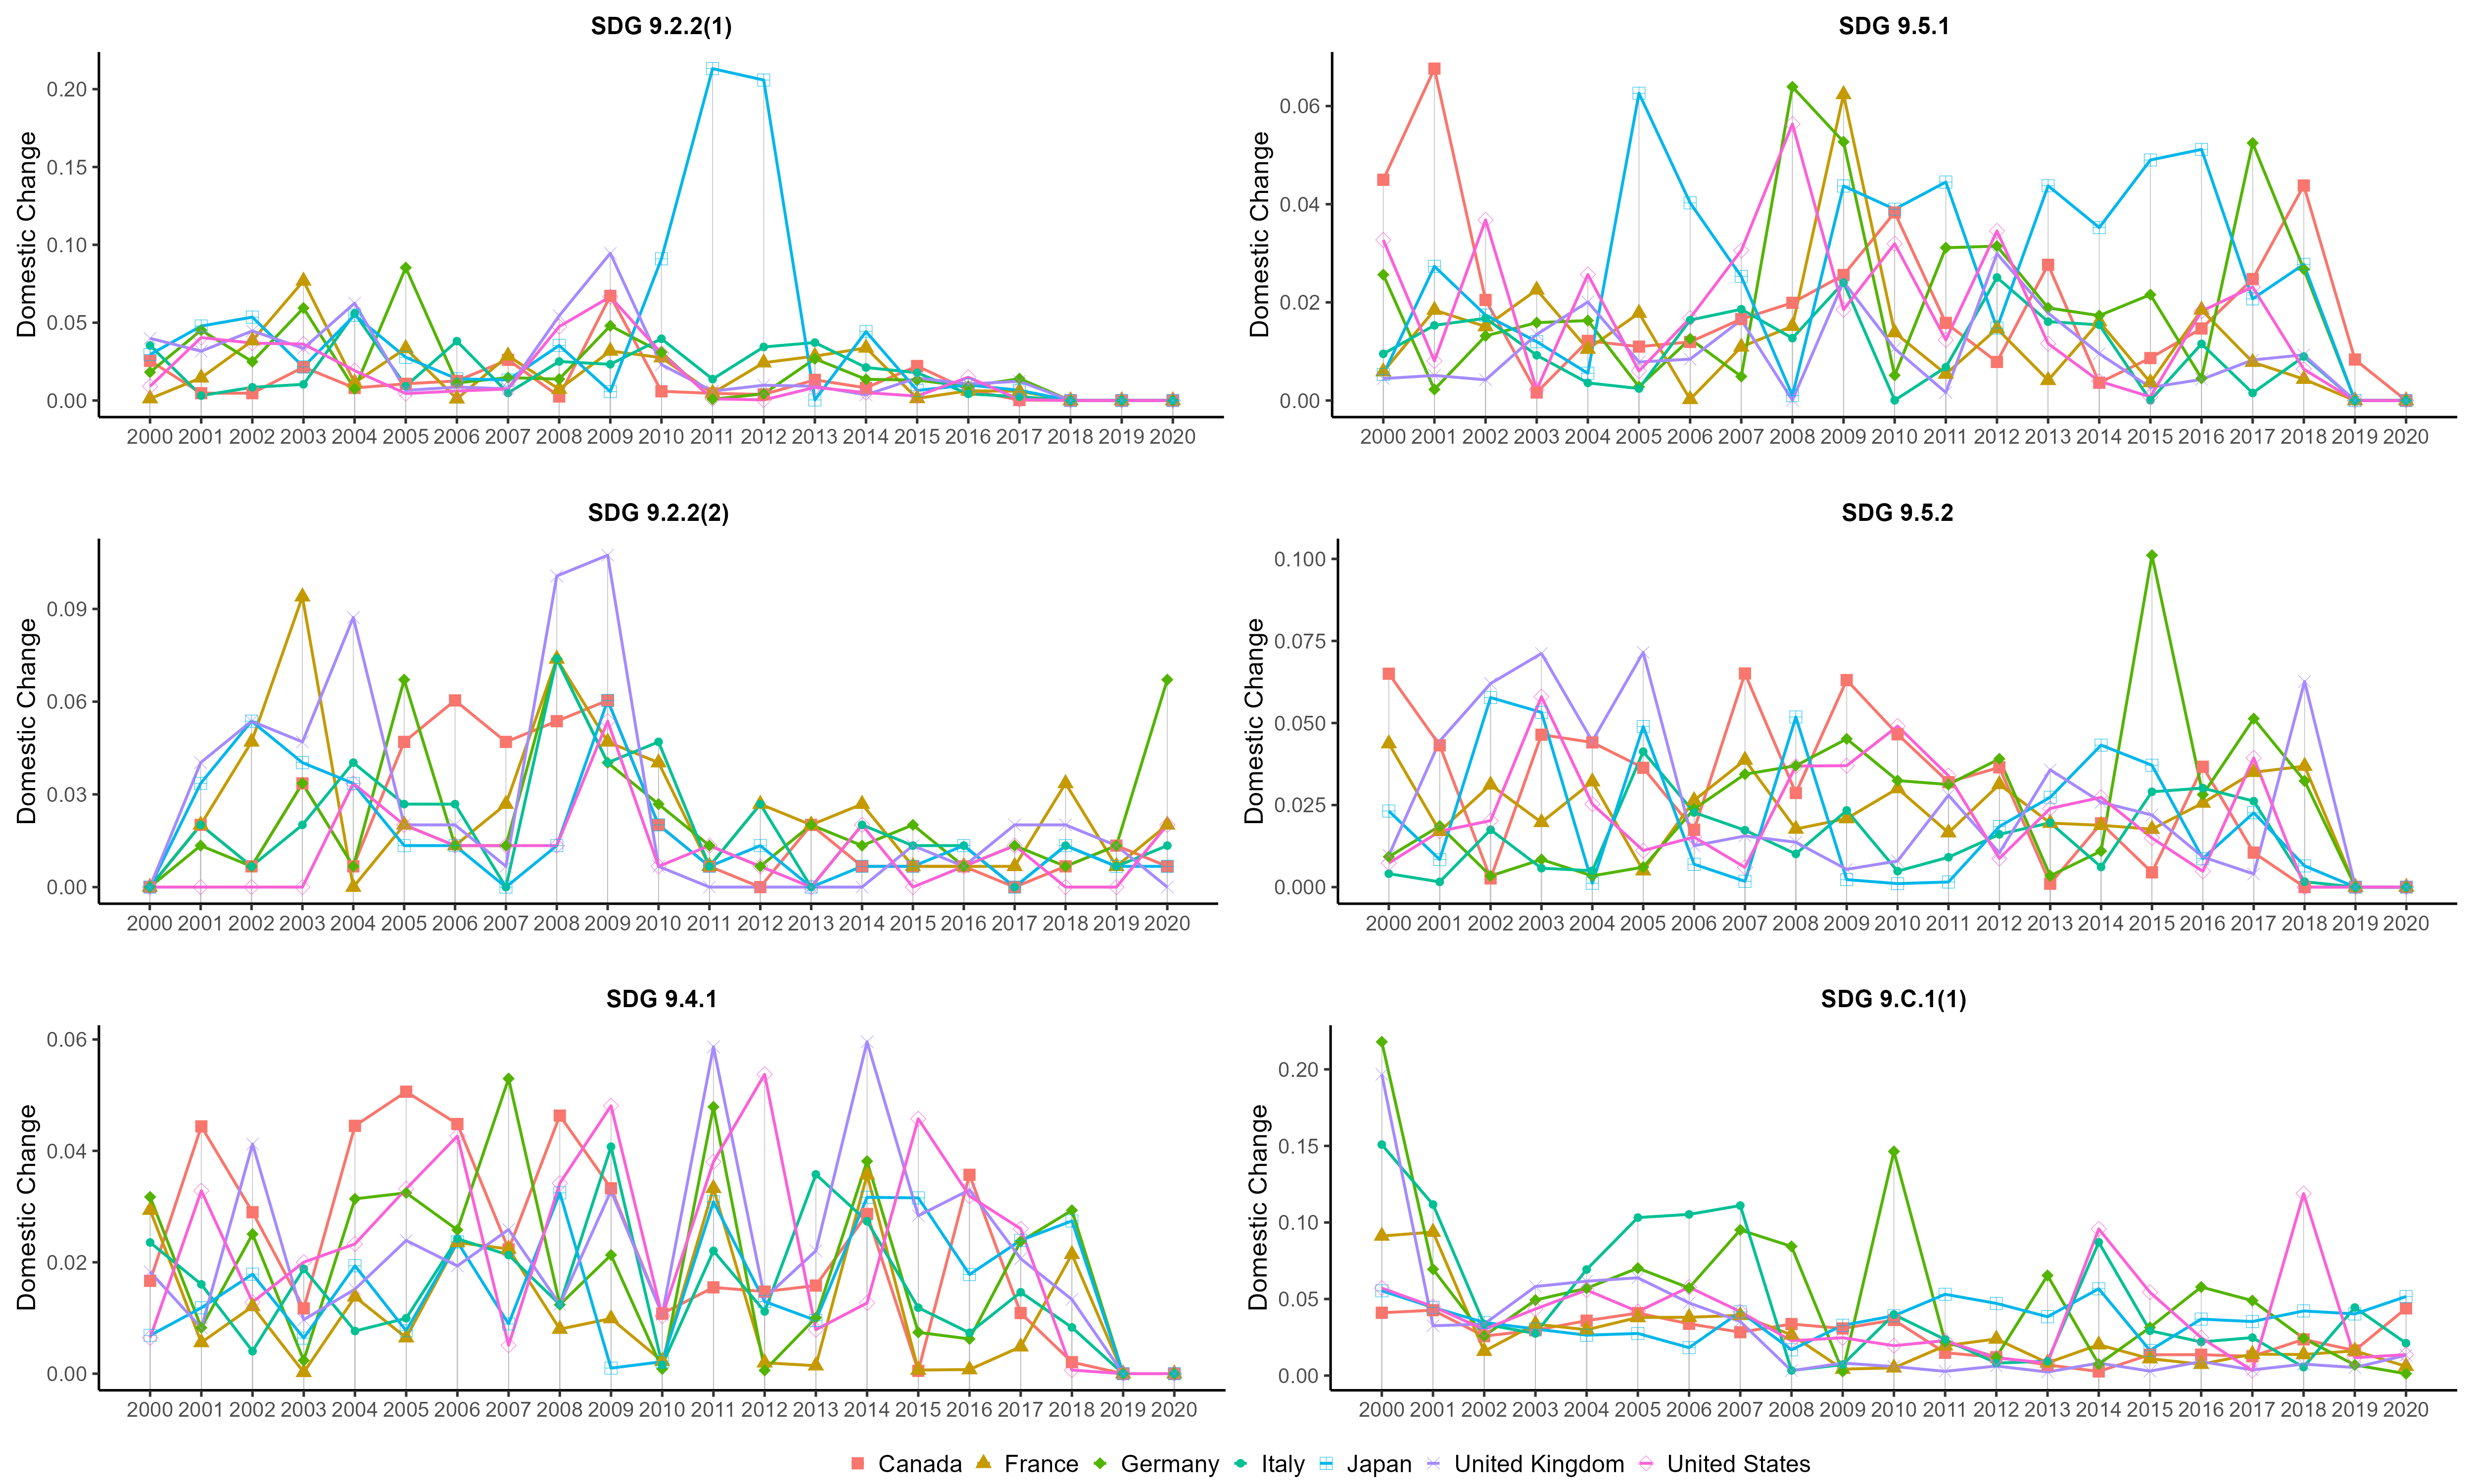 SDG 9.2.2(1)
Domestic Change
0.20
0.15
0.10
0.05
0.00
2000 2001 2002 2003 2004 2005 2006 2007 2008 2009 2010 2011 2012 2013 2014 2015 2016 2017 2018 2019 2020
SDG 9.5.1
Domestic Change
0.06
0.04
0.02
0.00
2000 2001 2002 2003 2004 2005 2006 2007 2008 2009 2010 2011 2012 2013 2014 2015 2016 2017 2018 2019 2020
SDG 9.2.2(2)
Domestic Change
0.09
0.06
0.03
0.00
2000 2001 2002 2003 2004 2005 2006 2007 2008 2009 2010 2011 2012 2013 2014 2015 2016 2017 2018 2019 2020
SDG 9.5.2
Domestic Change
0.100
0.075
0.050
0.025
0.000
2000 2001 2002 2003 2004 2005 2006 2007 2008 2009 2010 2011 2012 2013 2014 2015 2016 2017 2018 2019 2020
SDG 9.4.1
Domestic Change
0.06
0.04
0.02
0.00
2000 2001 2002 2003 2004 2005 2006 2007 2008 2009 2010 2011 2012 2013 2014 2015 2016 2017 2018 2019 2020
SDG 9.C.1(1)
Domestic Change
0.20
0.15
0.10
0.05
0.00
2000 2001 2002 2003 2004 2005 2006 2007 2008 2009 2010 2011 2012 2013 2014 2015 2016 2017 2018 2019 2020
Canada France Germany Italy Japan United Kingdom United States